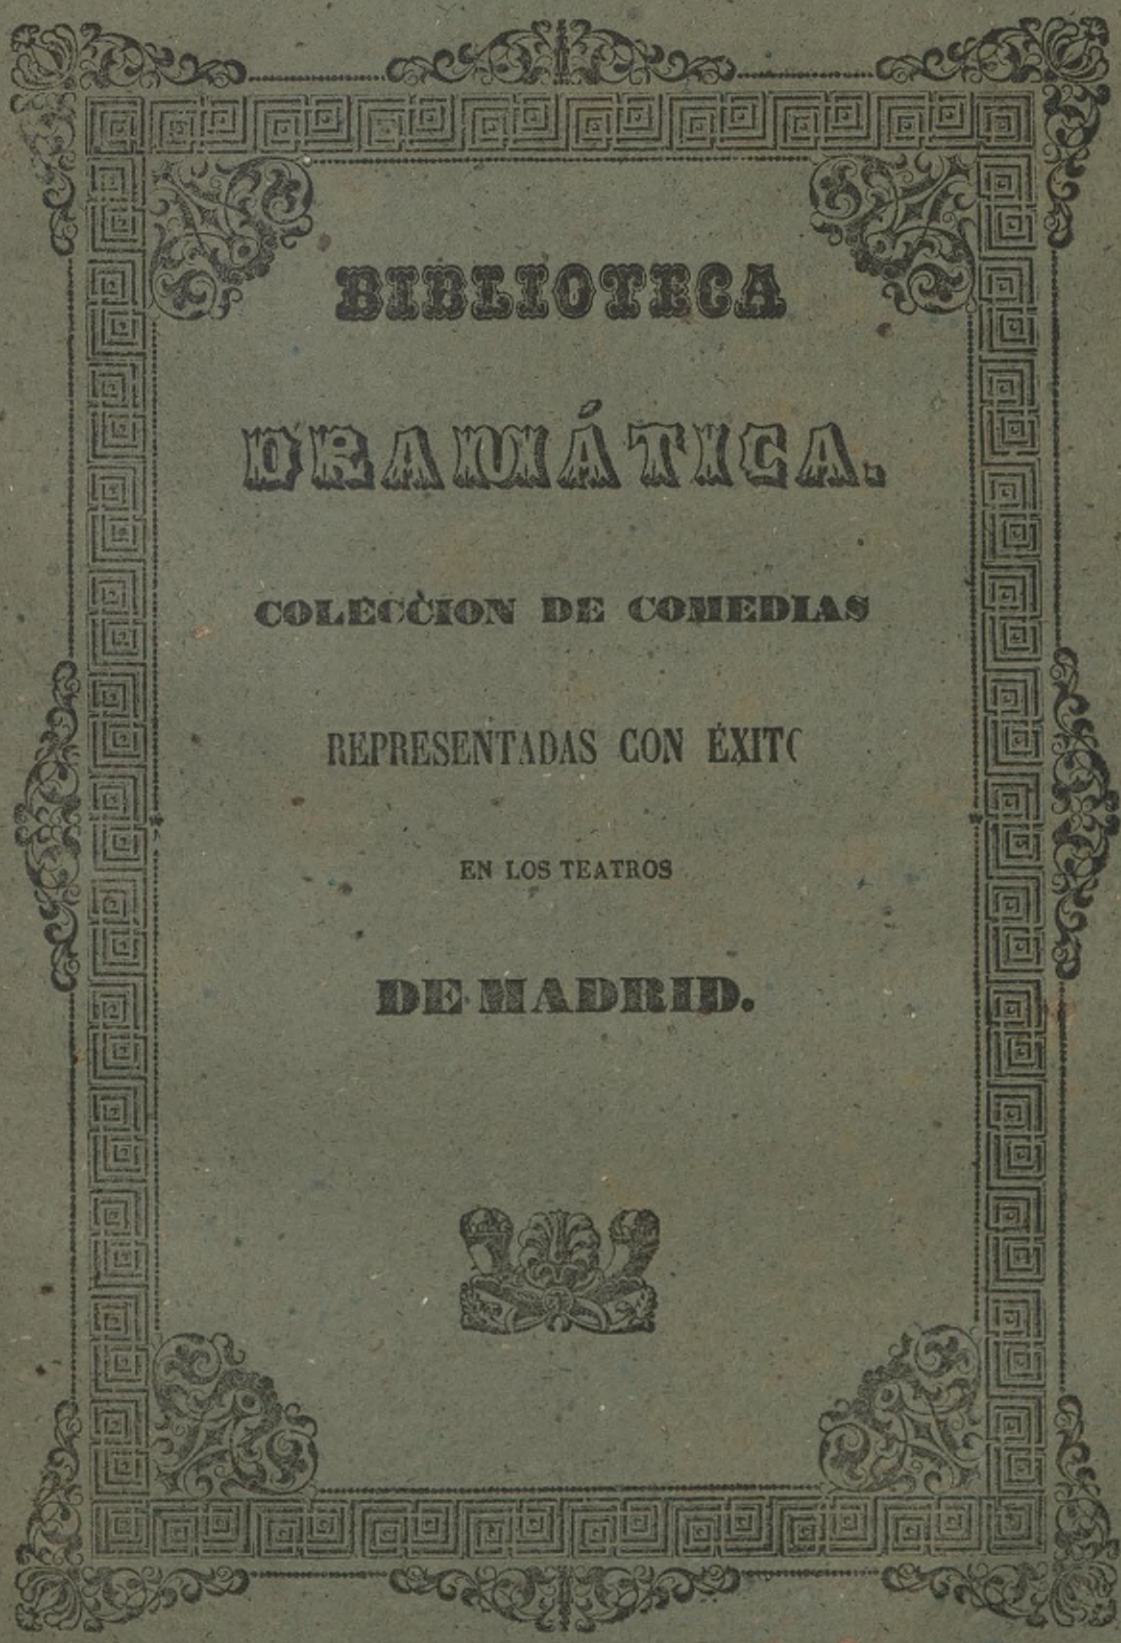 BIBLIOTECA
DRAMÁTICA.
COLECCION DE COMEDIAS
REPRESENTADAS CON ÉXITO
EN LOS TEATROS
DE MADRID.